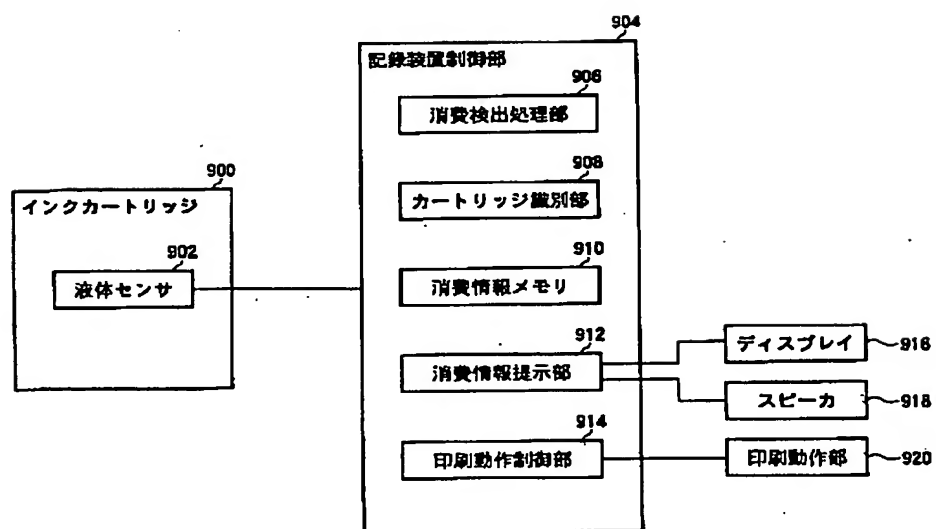 904
記録装置制御部
906
消費検出処理部
900
インクカートリッジ
908
カートリッジ識別部
902
液体センサ
910
消費情報メモリ
912
消費情報提示部
ディスプレイ
916
スピーカ
918
914
印刷動作制御部
印刷動作部
920